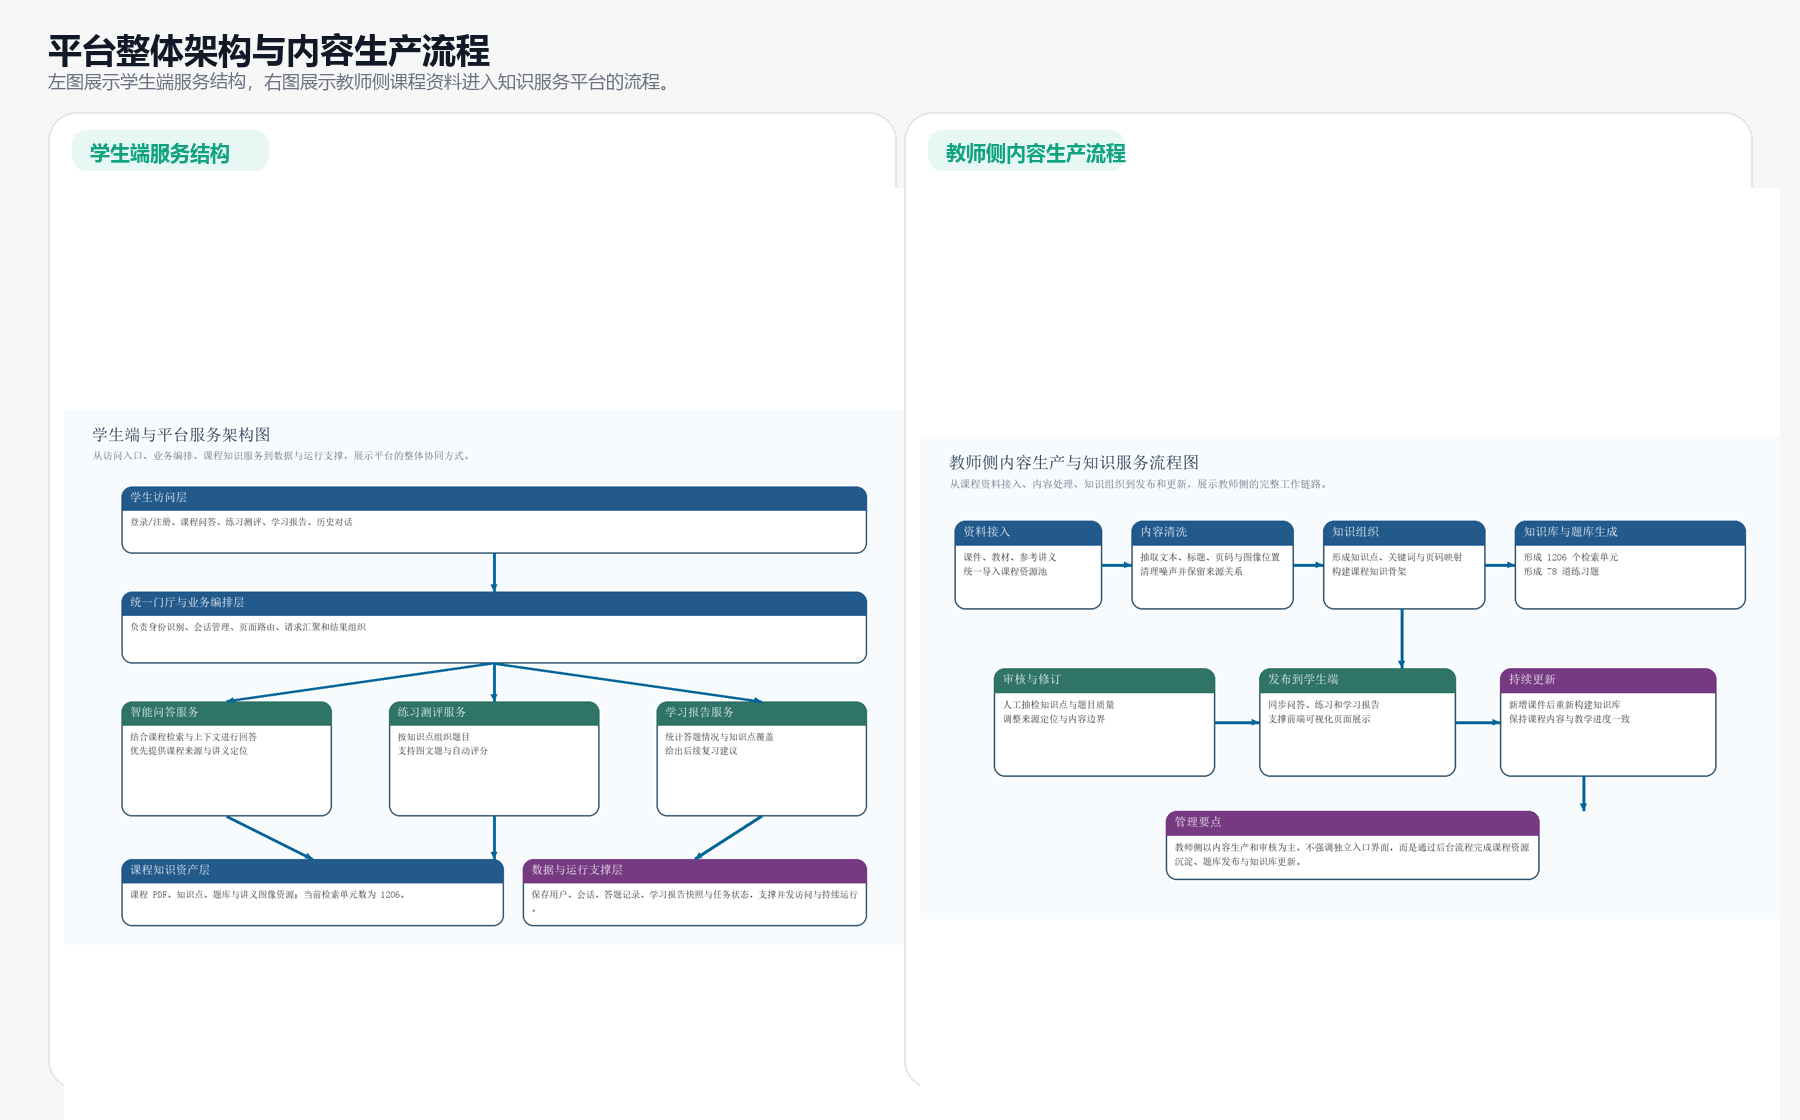 平台整体架构与内容生产流程
左图展示学生端服务结构，右图展示教师侧课程资料进入知识服务平台的流程。
学生端服务结构
学生端与平台服务架构图
从访问入口、业务编排、课程知识服务到数据与运行支撑，展示平台的整体协同方式。
学生访问层
登录/注册、课程问答、练习测评、学习报告、历史对话
统一门厅与业务编排层
负责身份识别、会话管理、页面路由、请求汇聚和结果组织
智能问答服务
结合课程检索与上下文进行回答
优先提供课程来源与讲义定位
练习测评服务
按知识点组织题目
支持图文题与自动评分
学习报告服务
统计答题情况与知识点覆盖
给出后续复习建议
课程知识资产层
课程 PDF、知识点、题库与讲义图像资源；当前检索单元数为 1206。
数据与运行支撑层
保存用户、会话、答题记录、学习报告快照与任务状态，支撑并发访问与持续运行
。
教师侧内容生产流程
教师侧内容生产与知识服务流程图
从课程资料接入、内容处理、知识组织到发布和更新，展示教师侧的完整工作链路。
资料接入
课件、教材、参考讲义
统一导入课程资源池
内容清洗
抽取文本、标题、页码与图像位置
清理噪声并保留来源关系
知识组织
形成知识点、关键词与页码映射
构建课程知识骨架
知识库与题库生成
形成 1206 个检索单元
形成 78 道练习题
审核与修订
人工抽检知识点与题目质量
调整来源定位与内容边界
发布到学生端
同步问答、练习和学习报告
支撑前端可视化页面展示
持续更新
新增课件后重新构建知识库
保持课程内容与教学进度一致
管理要点
教师侧以内容生产和审核为主，不强调独立入口界面，而是通过后台流程完成课程资源
沉淀、题库发布与知识库更新。